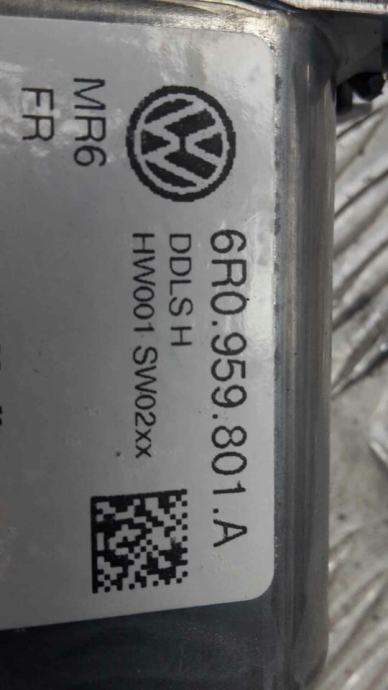 6R0.959.801.A
DDLS H
HW001 SW02xx
MR6
FR